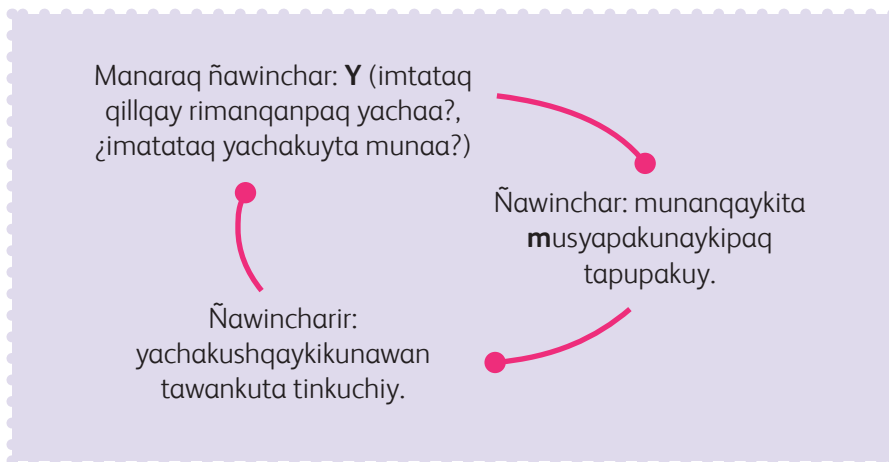 Manaraq ñawinchar: Y (imtataq
qillqay rimanqanpaq yachaa?,
¿imatataq yachakuyta munaa?)
Ñawinchar: munanqaykita
musyapakunaykipaq
tapupakuy.
Ñawincharir:
yachakushqaykikunawan
tawankuta tinkuchiy.